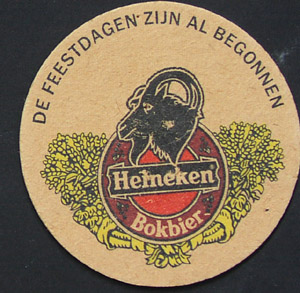 DE FEESTDAGEN ZIJN AL BEGONNEN
Heineken
Bokbier